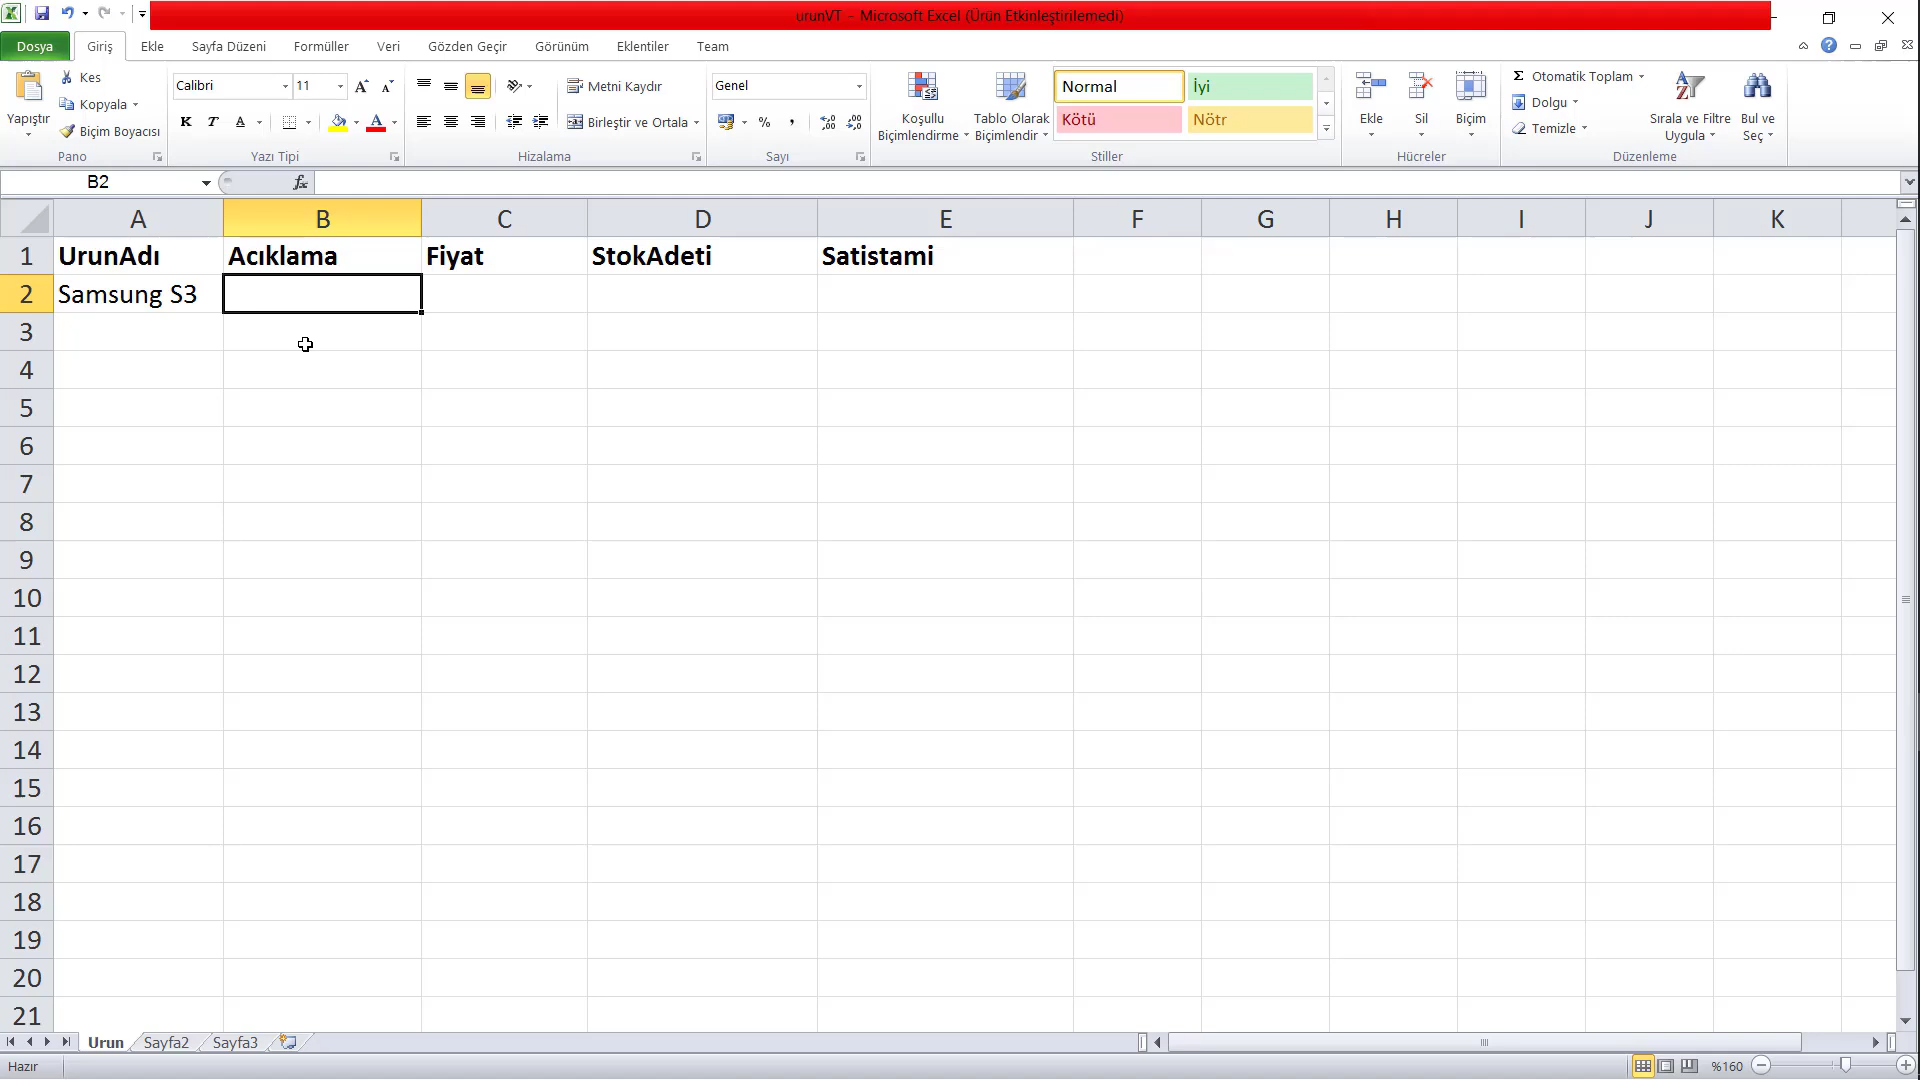 urunVT - Microsoft Excel (Ürün Etkinleştirilemedi)
Dosya Giriş Ekle Sayfa Düzeni Formüller Veri Gözden Geçir Görünüm Eklentiler Team
Yapıştır
Kes
Kopyala
Biçim Boyacısı
Pano
Calibri 11
K T A
Yazı Tipi
Metni Kaydır
Birleştir ve Ortala
Hizalama
Genel
Sayı
Koşullu Biçimlendirme
Tablo Olarak Biçimlendir
Normal İyi
Kötü Nötr
Stiller
Ekle Sil Biçim
Hücreler
Σ Otomatik Toplam
Dolgu
Temizle
Sırala ve Filtre Uygula
Bul ve Seç
Düzenleme
B2 fx
A B C D E F G H I J K
1 UrunAdı Acıklama Fiyat StokAdeti Satistami
2 Samsung S3
3
4
5
6
7
8
9
10
11
12
13
14
15
16
17
18
19
20
21
Urun Sayfa2 Sayfa3
Hazır %160